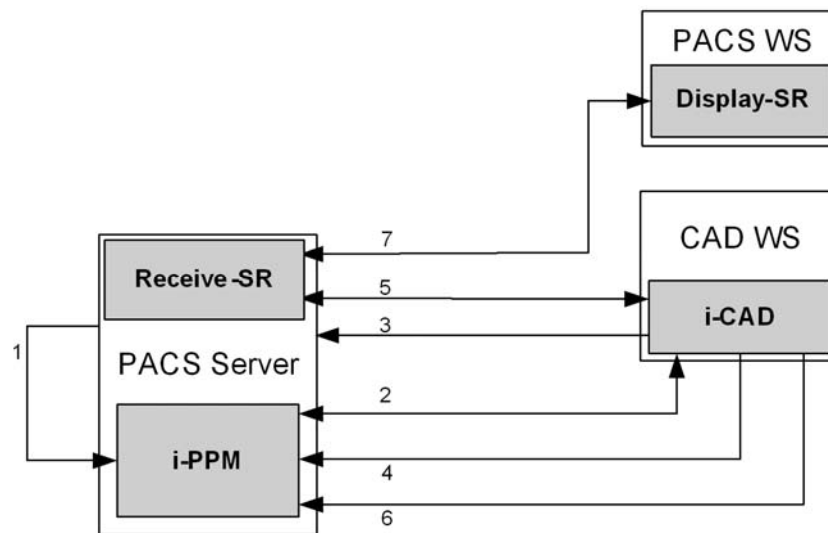 PACS WS
Display-SR
CAD WS
7
Receive-SR
5
i-CAD
3
1
PACS Server
2
i-PPM
4
6